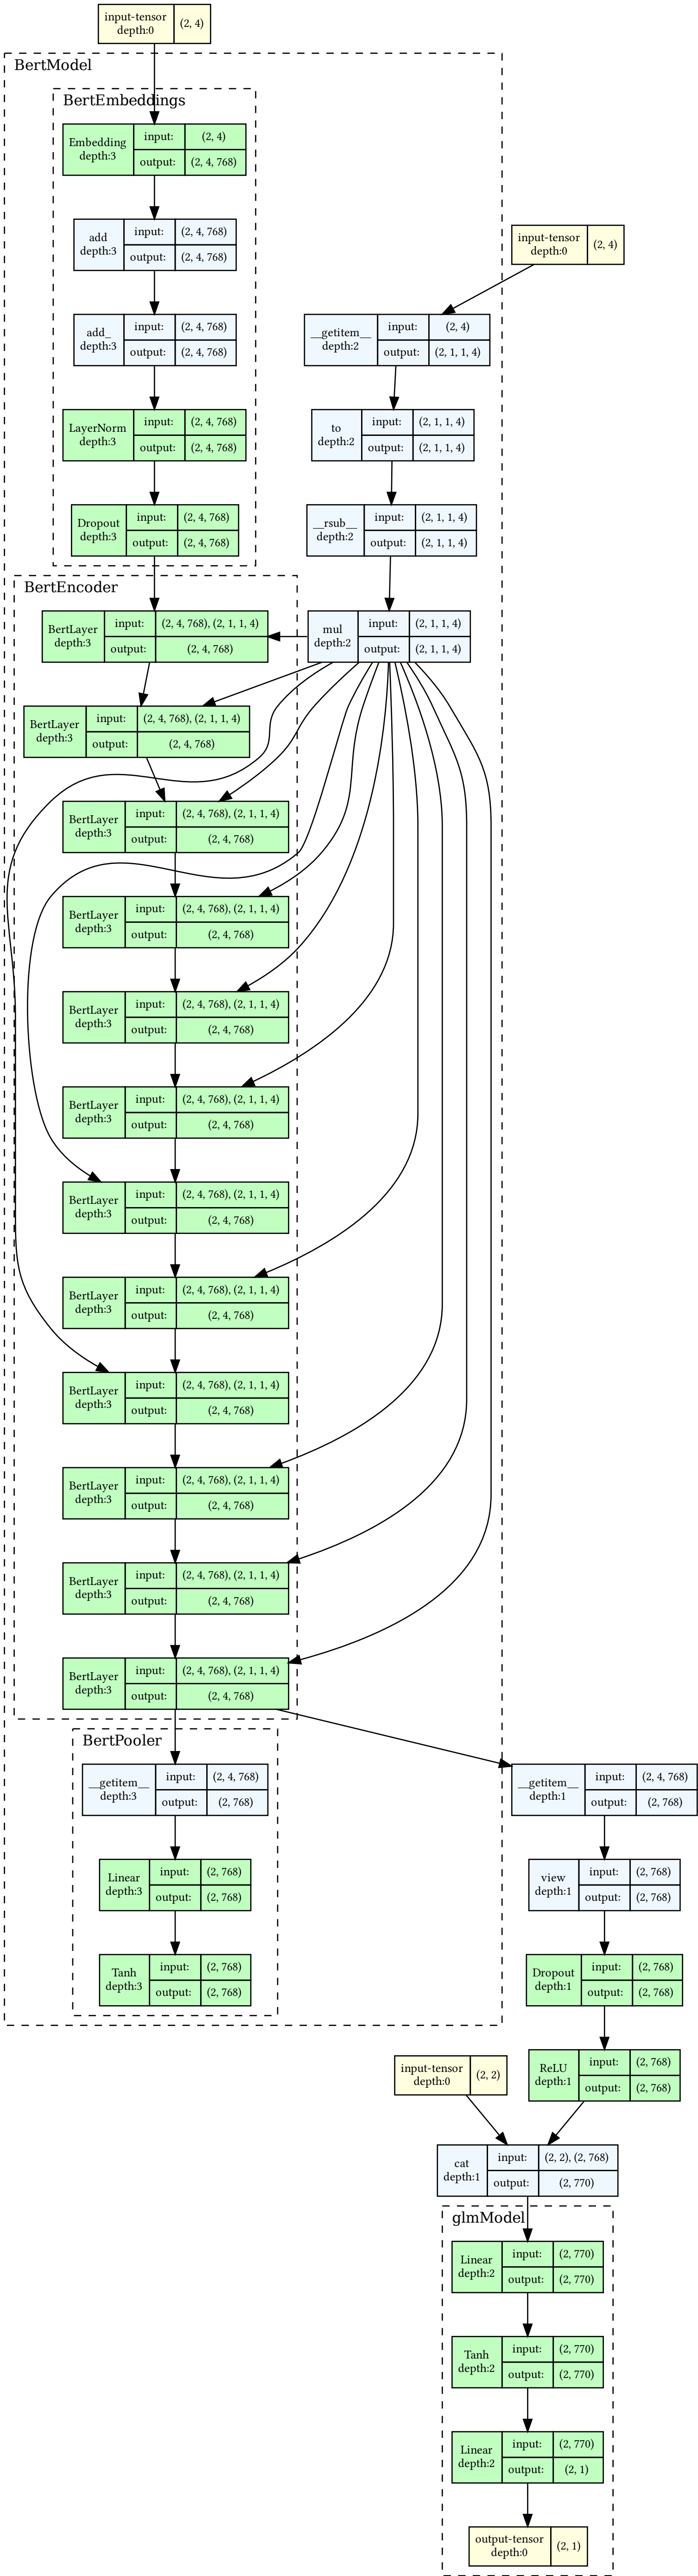 input-tensor
depth:0
(2, 4)
BertModel
BertEmbeddings
Embedding
depth:3
input:
(2, 4)
output:
(2, 4, 768)
add
depth:3
input:
(2, 4, 768)
output:
(2, 4, 768)
input-tensor
depth:0
(2, 4)
add_
depth:3
input:
(2, 4, 768)
output:
(2, 4, 768)
__getitem__
depth:2
input:
(2, 4)
output:
(2, 1, 1, 4)
LayerNorm
depth:3
input:
(2, 4, 768)
output:
(2, 4, 768)
to
depth:2
input:
(2, 1, 1, 4)
output:
(2, 1, 1, 4)
Dropout
depth:3
input:
(2, 4, 768)
output:
(2, 4, 768)
__rsub__
depth:2
input:
(2, 1, 1, 4)
output:
(2, 1, 1, 4)
BertEncoder
BertLayer
depth:3
input:
(2, 4, 768), (2, 1, 1, 4)
output:
(2, 4, 768)
mul
depth:2
input:
(2, 1, 1, 4)
output:
(2, 1, 1, 4)
BertLayer
depth:3
input:
(2, 4, 768), (2, 1, 1, 4)
output:
(2, 4, 768)
BertLayer
depth:3
input:
(2, 4, 768), (2, 1, 1, 4)
output:
(2, 4, 768)
BertLayer
depth:3
input:
(2, 4, 768), (2, 1, 1, 4)
output:
(2, 4, 768)
BertLayer
depth:3
input:
(2, 4, 768), (2, 1, 1, 4)
output:
(2, 4, 768)
BertLayer
depth:3
input:
(2, 4, 768), (2, 1, 1, 4)
output:
(2, 4, 768)
BertLayer
depth:3
input:
(2, 4, 768), (2, 1, 1, 4)
output:
(2, 4, 768)
BertLayer
depth:3
input:
(2, 4, 768), (2, 1, 1, 4)
output:
(2, 4, 768)
BertLayer
depth:3
input:
(2, 4, 768), (2, 1, 1, 4)
output:
(2, 4, 768)
BertLayer
depth:3
input:
(2, 4, 768), (2, 1, 1, 4)
output:
(2, 4, 768)
BertLayer
depth:3
input:
(2, 4, 768), (2, 1, 1, 4)
output:
(2, 4, 768)
BertLayer
depth:3
input:
(2, 4, 768), (2, 1, 1, 4)
output:
(2, 4, 768)
BertPooler
__getitem__
depth:3
input:
(2, 4, 768)
output:
(2, 768)
__getitem__
depth:1
input:
(2, 4, 768)
output:
(2, 768)
Linear
depth:3
input:
(2, 768)
output:
(2, 768)
view
depth:1
input:
(2, 768)
output:
(2, 768)
Tanh
depth:3
input:
(2, 768)
output:
(2, 768)
Dropout
depth:1
input:
(2, 768)
output:
(2, 768)
input-tensor
depth:0
(2, 2)
ReLU
depth:1
input:
(2, 768)
output:
(2, 768)
cat
depth:1
input:
(2, 2), (2, 768)
output:
(2, 770)
glmModel
Linear
depth:2
input:
(2, 770)
output:
(2, 770)
Tanh
depth:2
input:
(2, 770)
output:
(2, 770)
Linear
depth:2
input:
(2, 770)
output:
(2, 1)
output-tensor
depth:0
(2, 1)